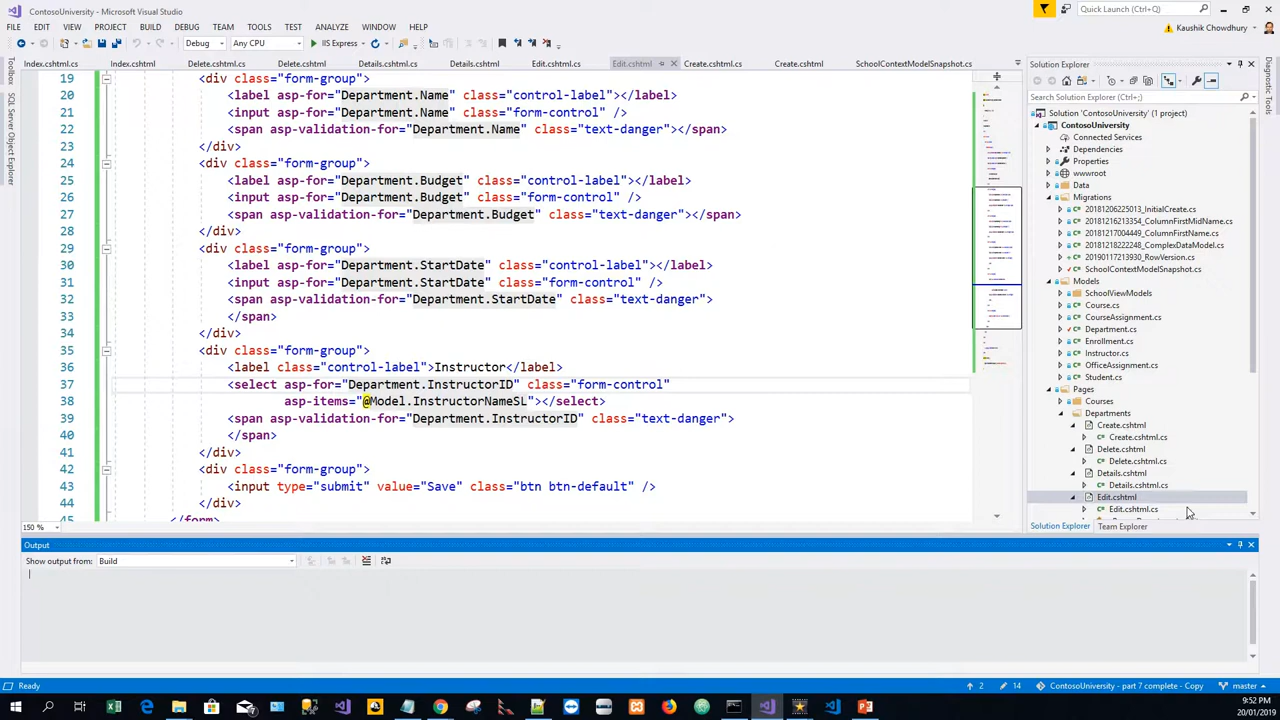 ContosoUniversity - Microsoft Visual Studio
Quick Launch (Ctrl+Q)
FILE EDIT VIEW PROJECT BUILD DEBUG TEAM TOOLS TEST ANALYZE WINDOW HELP
Kaushik Chowdhury
Debug Any CPU IIS Express
Index.cshtml.cs Index.cshtml Delete.cshtml.cs Delete.cshtml Details.cshtml.cs Details.cshtml Edit.cshtml.cs Edit.cshtml Create.cshtml.cs Create.cshtml SchoolContextModelSnapshot.cs
Toolbox
SQL Server Object Explorer
19 <div class="form-group">
20 <label asp-for="Department.Name" class="control-label"></label>
21 <input asp-for="Department.Name" class="form-control" />
22 <span asp-validation-for="Department.Name" class="text-danger"></span>
23 </div>
24 <div class="form-group">
25 <label asp-for="Department.Budget" class="control-label"></label>
26 <input asp-for="Department.Budget" class="form-control" />
27 <span asp-validation-for="Department.Budget" class="text-danger"></span>
28 </div>
29 <div class="form-group">
30 <label asp-for="Department.StartDate" class="control-label"></label>
31 <input asp-for="Department.StartDate" class="form-control" />
32 <span asp-validation-for="Department.StartDate" class="text-danger">
33 </span>
34 </div>
35 <div class="form-group">
36 <label class="control-label">Instructor</label>
37 <select asp-for="Department.InstructorID" class="form-control"
38 asp-items="@Model.InstructorNameSL"></select>
39 <span asp-validation-for="Department.InstructorID" class="text-danger">
40 </span>
41 </div>
42 <div class="form-group">
43 <input type="submit" value="Save" class="btn btn-default" />
44 </div>
45 </form>
150 %
Solution Explorer
Search Solution Explorer (Ctrl+;)
Solution 'ContosoUniversity' (1 project)
ContosoUniversity
Connected Services
Dependencies
Properties
wwwroot
Data
Migrations
20181206225013_InitialCreate.cs
20181216213354_ColumnFirstMidName.cs
20181217004449_ColumnFirstName.cs
20181218222248_ComplexDataModel.cs
20190117213930_RowVersion.cs
SchoolContextModelSnapshot.cs
Models
SchoolViewModels
Course.cs
CourseAssignment.cs
Department.cs
Enrollment.cs
Instructor.cs
OfficeAssignment.cs
Student.cs
Pages
Courses
Departments
Create.cshtml
Create.cshtml.cs
Delete.cshtml
Delete.cshtml.cs
Details.cshtml
Details.cshtml.cs
Edit.cshtml
Edit.cshtml.cs
Solution Explorer Team Explorer
Diagnostic Tools
Output
Show output from: Build
Ready
2 14 ContosoUniversity - part 7 complete - Copy master
9:52 PM
20/01/2019